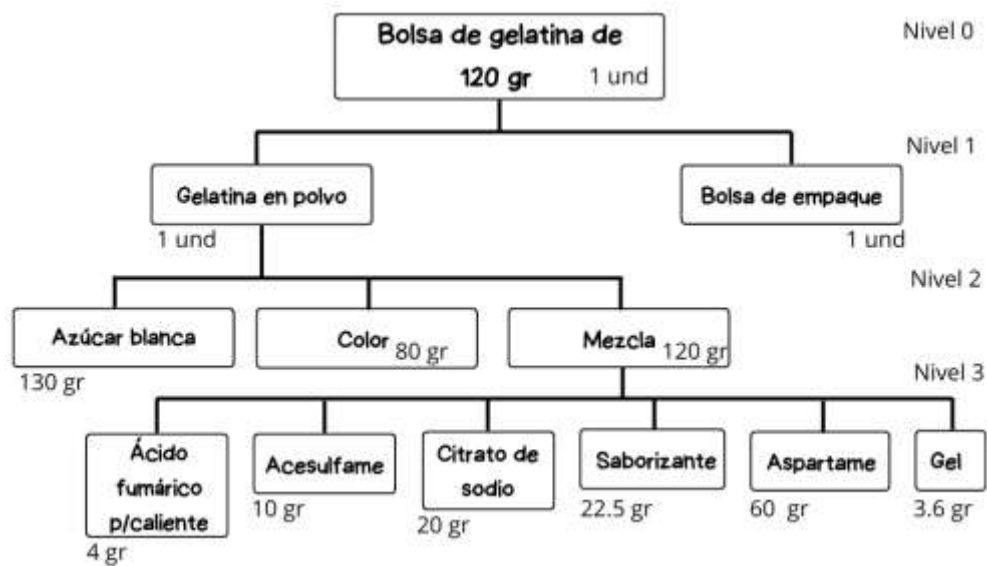 Bolsa de gelatina de
120 gr
1 und
Nivel 0
Nivel 1
Gelatina en polvo
1 und
Bolsa de empaque
1 und
Nivel 2
Azúcar blanca
130 gr
Color
80 gr
Mezcla
120 gr
Nivel 3
Ácido
fumárico
p/caliente
4 gr
Acesulfame
10 gr
Citrato de
sodio
20 gr
Saborizante
22.5 gr
Aspartame
60 gr
Gel
3.6 gr